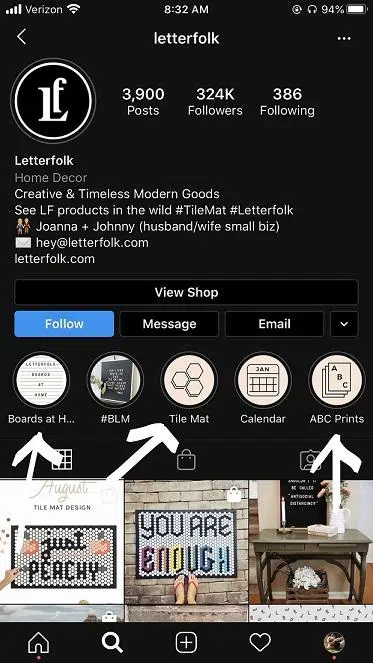 Verizon 8:32 AM 94%
letterfolk
Lf
3,900 324K 386
Posts Followers Following
Letterfolk
Home Decor
Creative & Timeless Modern Goods
See LF products in the wild #TileMat #Letterfolk
Joanna + Johnny (husband/wife small biz)
hey@letterfolk.com
letterfolk.com
View Shop
Follow Message Email
LETTERFOLK
BOARDS
AT
HOME
JAN
A
B
C
Boards at H... #BLM Tile Mat Calendar ABC Prints
August
TILE MAT DESIGN
JUST
PEACHY
YOU ARE
ENOUGH
BE CALLED
"ANTISOCIAL
DISTANCING"